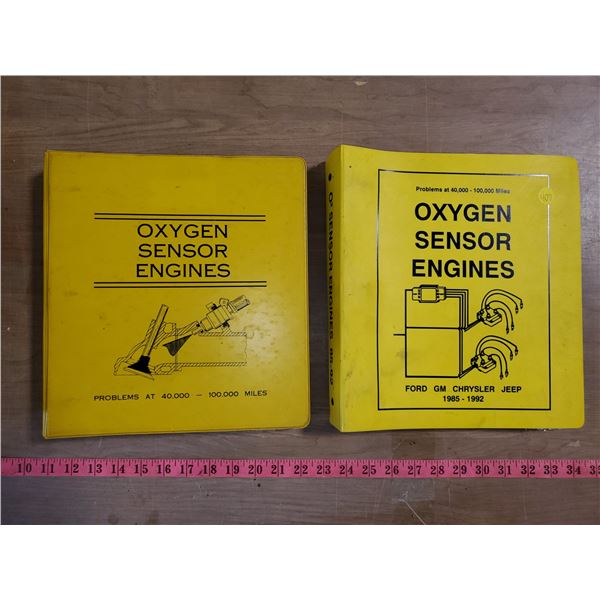 OXYGEN
SENSOR
ENGINES
PROBLEMS AT 40,000 - 100,000 MILES
O² SENSOR ENGINES
Problems at 40,000 - 100,000 Miles
OXYGEN
SENSOR
ENGINES
FORD GM CHRYSLER JEEP
1985 - 1992
10 11 12 13 14 15 16 17 18 19 20 21 22 23 24 25 26 27 28 29 30 31 32 33 34 35